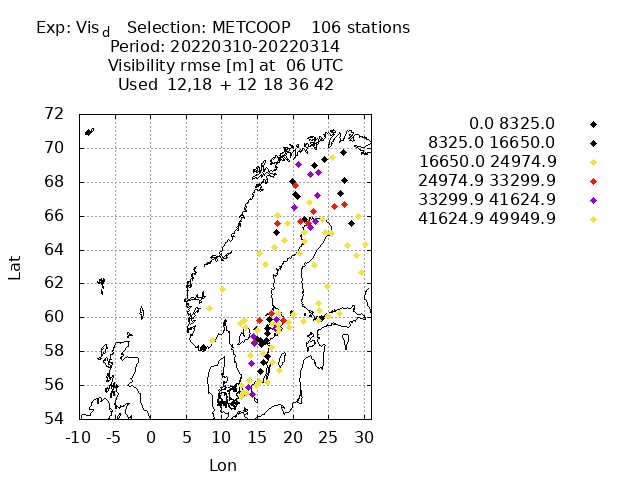 Exp: Vis d Selection: METCOOP 106 stations
Period: 20220310-20220314
Visibility rmse [m] at 06 UTC
Used 12,18 + 12 18 36 42
72
70
68
66
64
62
60
58
56
54
Lat
-10 -5 0 5 10 15 20 25 30
Lon
0.0 8325.0
8325.0 16650.0
16650.0 24974.9
24974.9 33299.9
33299.9 41624.9
41624.9 49949.9